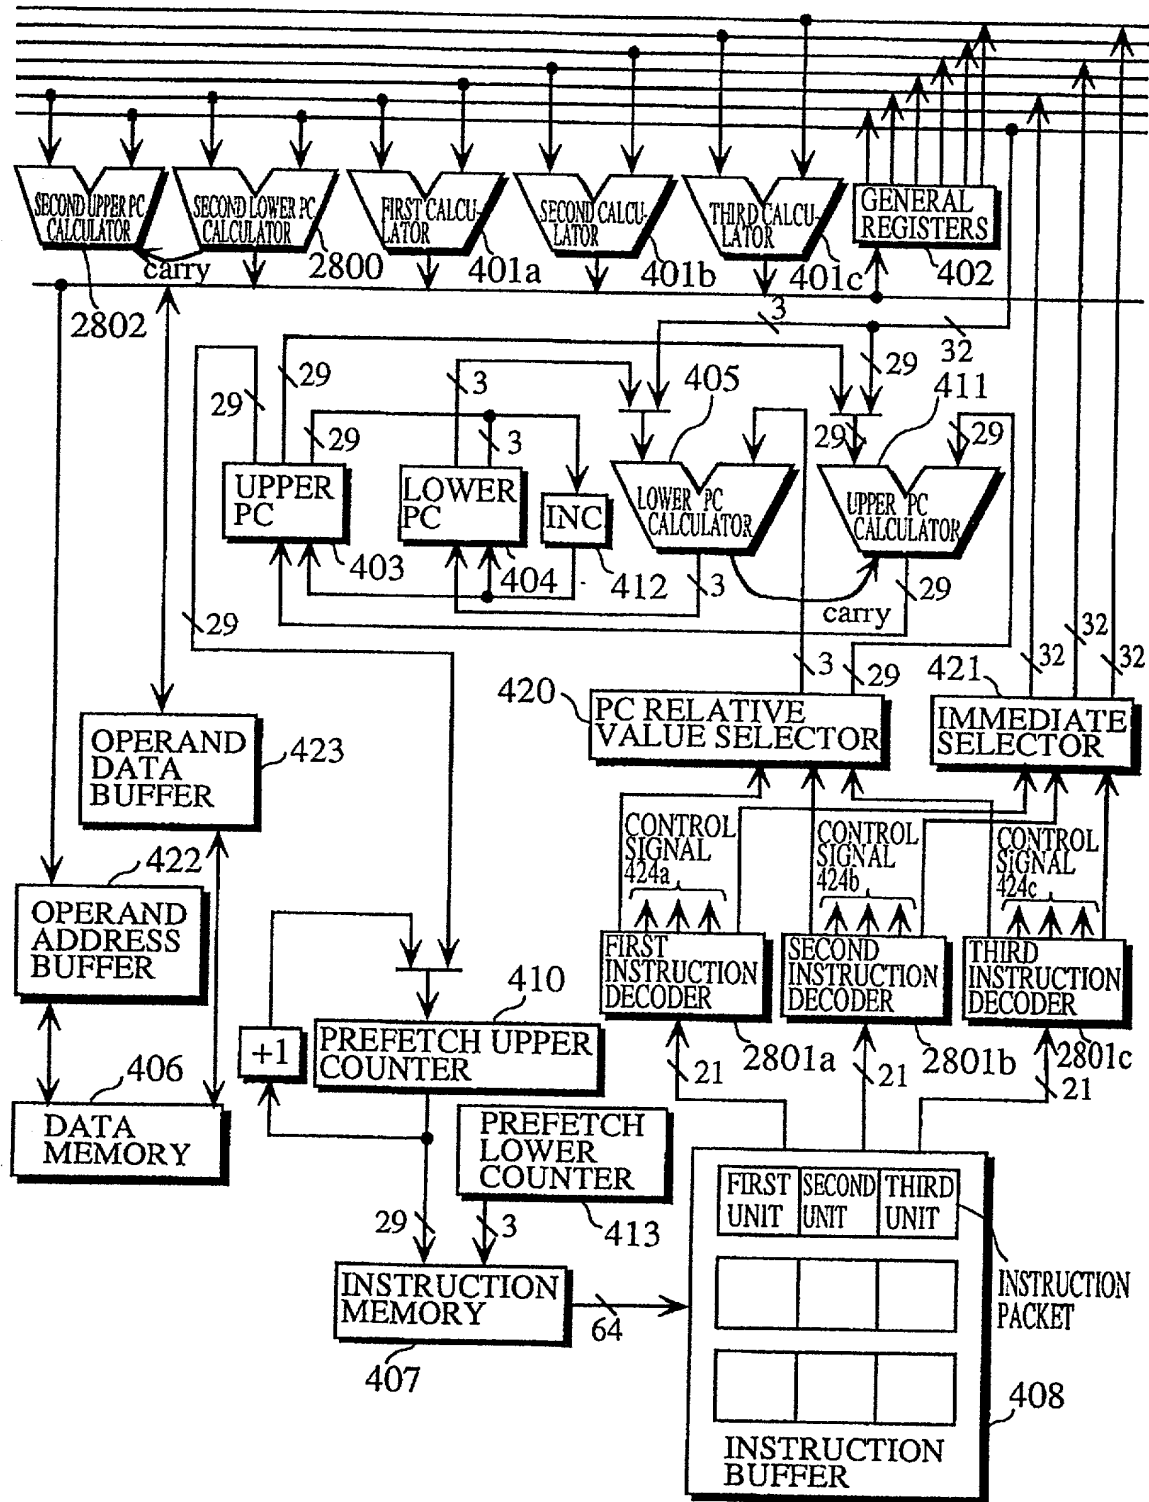 SECOND UPPER PC
CALCULATOR
SECOND LOWER PC
CALCULATOR
FIRST CALCU-
LATOR
SECOND CALCU-
LATOR
THIRD CALCU-
LATOR
GENERAL
REGISTERS
carry
2800
401a
401b
401c
402
2802
3
32
29
29
29
3
29
3
405
29
411
29
29
UPPER
PC
LOWER
PC
INC
LOWER PC
CALCULATOR
UPPER PC
CALCULATOR
403
404
412
3
carry
29
29
3
29
32
32
32
420
421
PC RELATIVE
VALUE SELECTOR
IMMEDIATE
SELECTOR
OPERAND
DATA
BUFFER
423
CONTROL
SIGNAL
424a
CONTROL
SIGNAL
424b
CONTROL
SIGNAL
424c
422
OPERAND
ADDRESS
BUFFER
FIRST
INSTRUCTION
DECODER
SECOND
INSTRUCTION
DECODER
THIRD
INSTRUCTION
DECODER
410
+1
PREFETCH UPPER
COUNTER
2801a
2801b
2801c
21
21
21
406
DATA
MEMORY
PREFETCH
LOWER
COUNTER
413
29
3
FIRST
UNIT
SECOND
UNIT
THIRD
UNIT
INSTRUCTION
PACKET
INSTRUCTION
MEMORY
64
407
408
INSTRUCTION
BUFFER